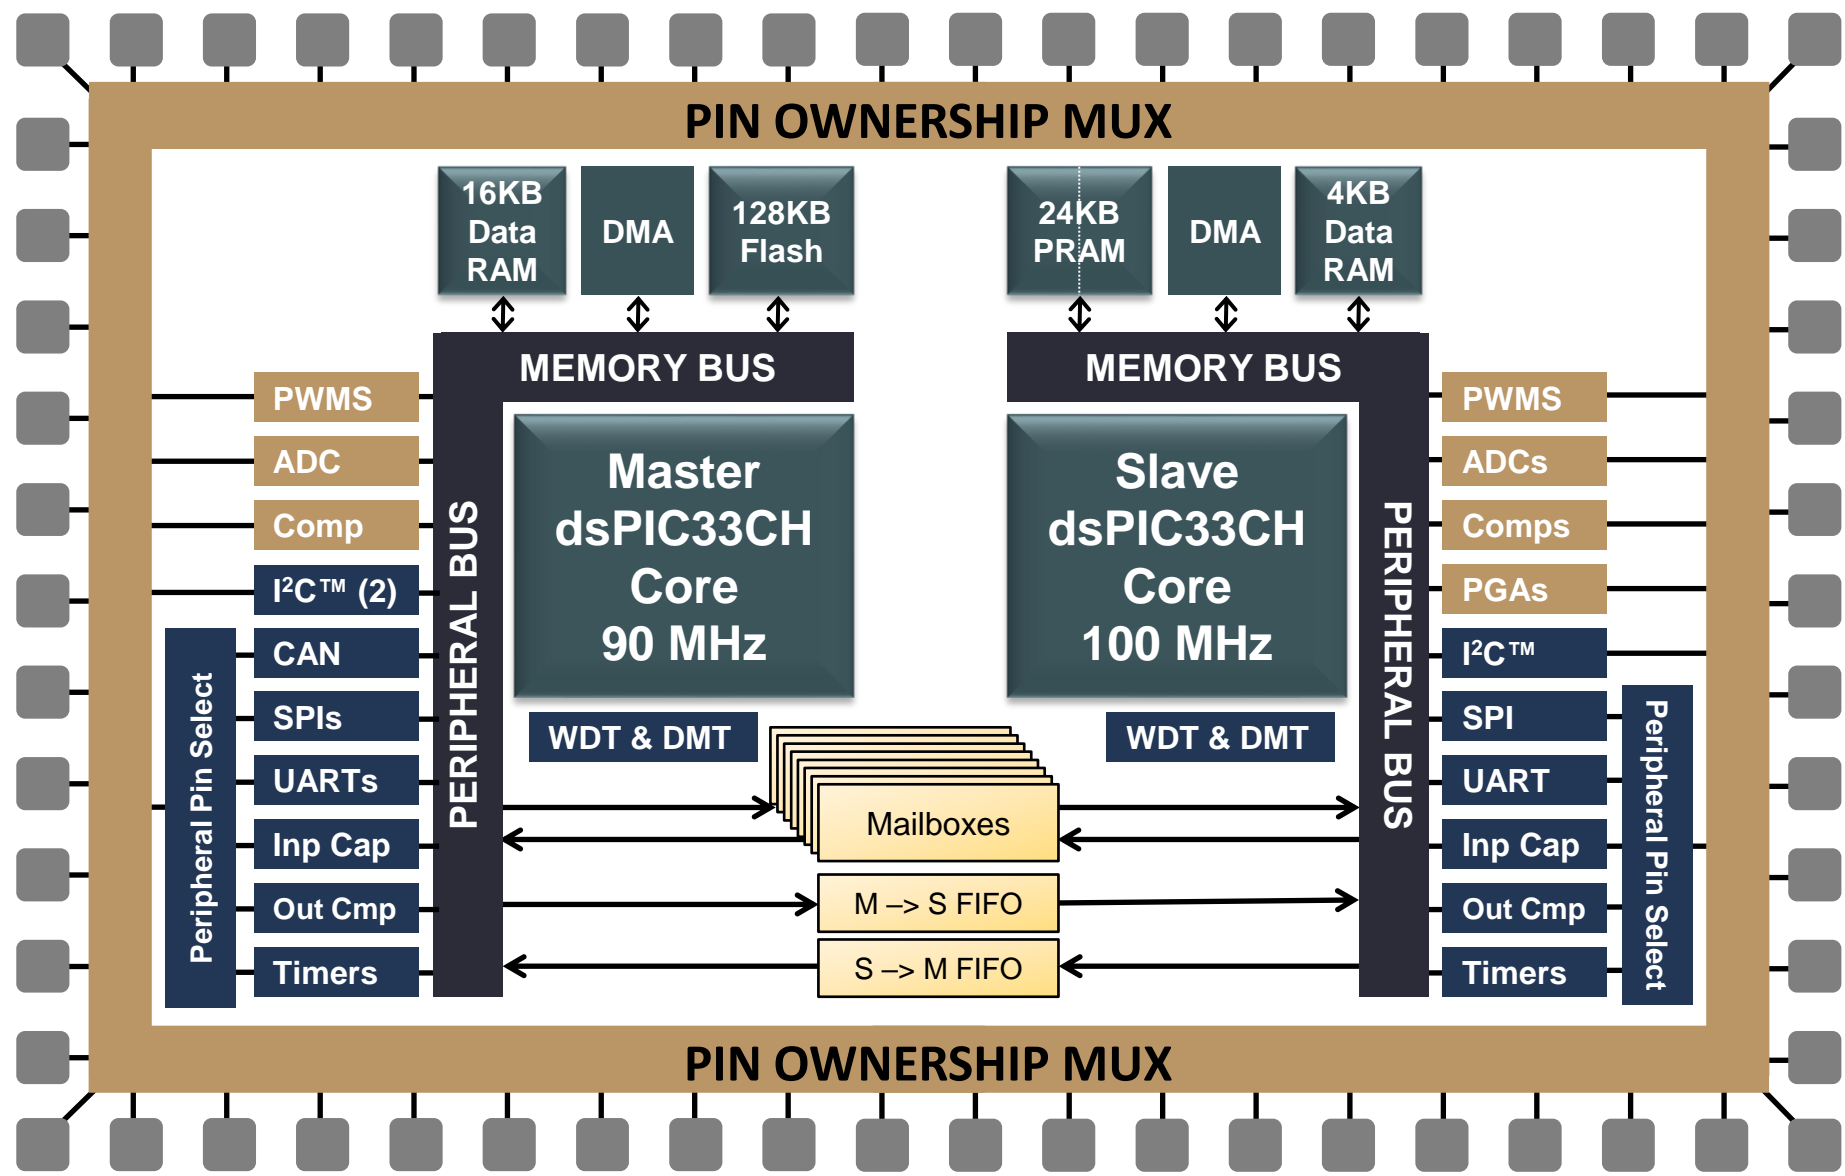 PIN OWNERSHIP MUX
16KB
Data
RAM
DMA
128KB
Flash
24KB
PRAM
DMA
4KB
Data
RAM
MEMORY BUS
MEMORY BUS
PWMS
ADC
Comp
I²C™ (2)
CAN
SPIs
UARTs
Inp Cap
Out Cmp
Timers
Peripheral Pin Select
PERIPHERAL BUS
Master
dsPIC33CH
Core
90 MHz
WDT & DMT
Slave
dsPIC33CH
Core
100 MHz
WDT & DMT
Mailboxes
M –> S FIFO
S –> M FIFO
PERIPHERAL BUS
PWMS
ADCs
Comps
PGAs
I²C™
SPI
UART
Inp Cap
Out Cmp
Timers
Peripheral Pin Select
PIN OWNERSHIP MUX